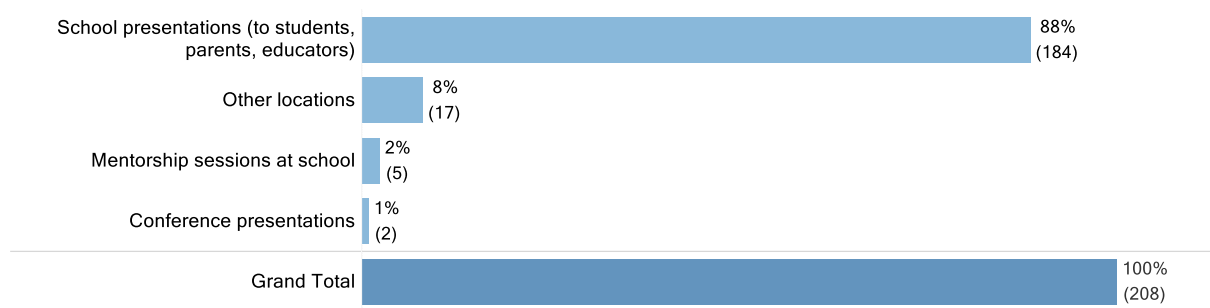 School presentations (to students,
parents, educators)
88%
(184)
Other locations
8%
(17)
Mentorship sessions at school
2%
(5)
Conference presentations
1%
(2)
Grand Total
100%
(208)